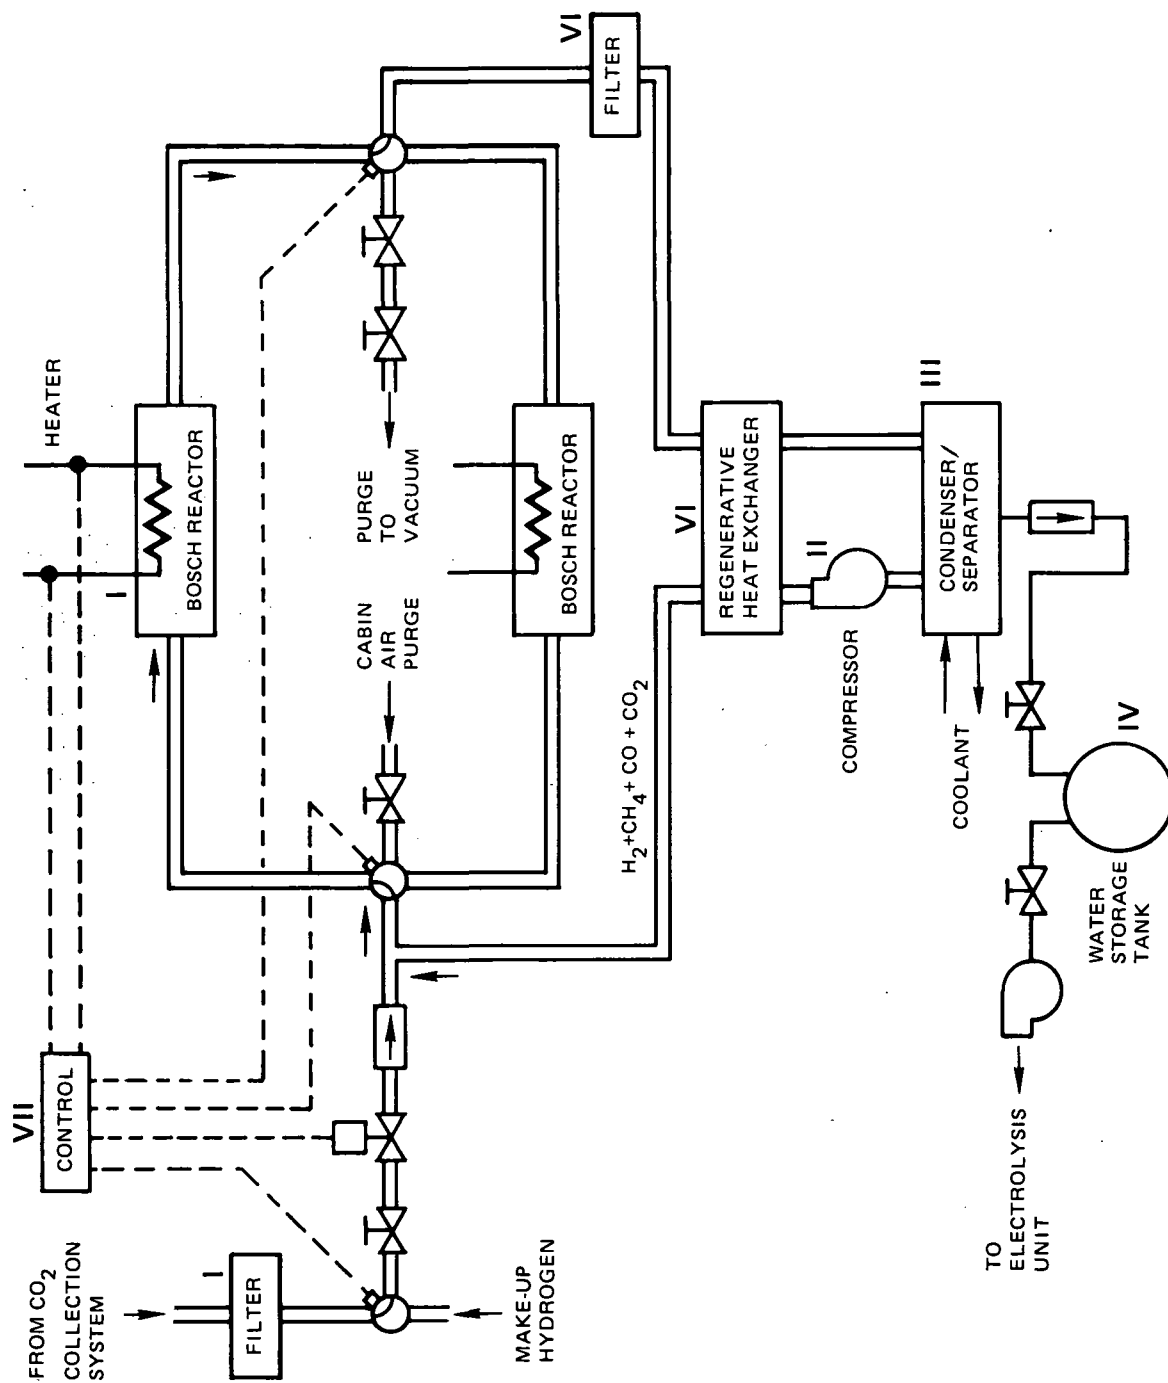 FROM CO2
COLLECTION
SYSTEM
I
FILTER
MAKE-UP
HYDROGEN
VII
CONTROL
HEATER
I
BOSCH REACTOR
CABIN
AIR
PURGE
PURGE
TO
VACUUM
BOSCH REACTOR
VI
FILTER
H2+CH4+ CO + CO2
VI
REGENERATIVE
HEAT EXCHANGER
II
COMPRESSOR
III
CONDENSER/
SEPARATOR
COOLANT
IV
WATER
STORAGE
TANK
TO
ELECTROLYSIS
UNIT